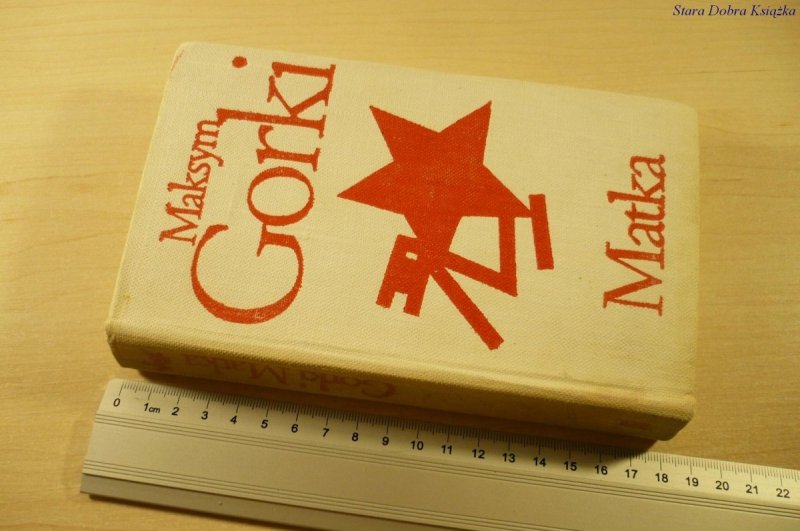 Stara Dobra Książka
Maksym
Gorki
Matka
Gorki Matka
0 1cm 2 3 4 5 6 7 8 9 10 11 12 13 14 15 16 17 18 19 20 21 22